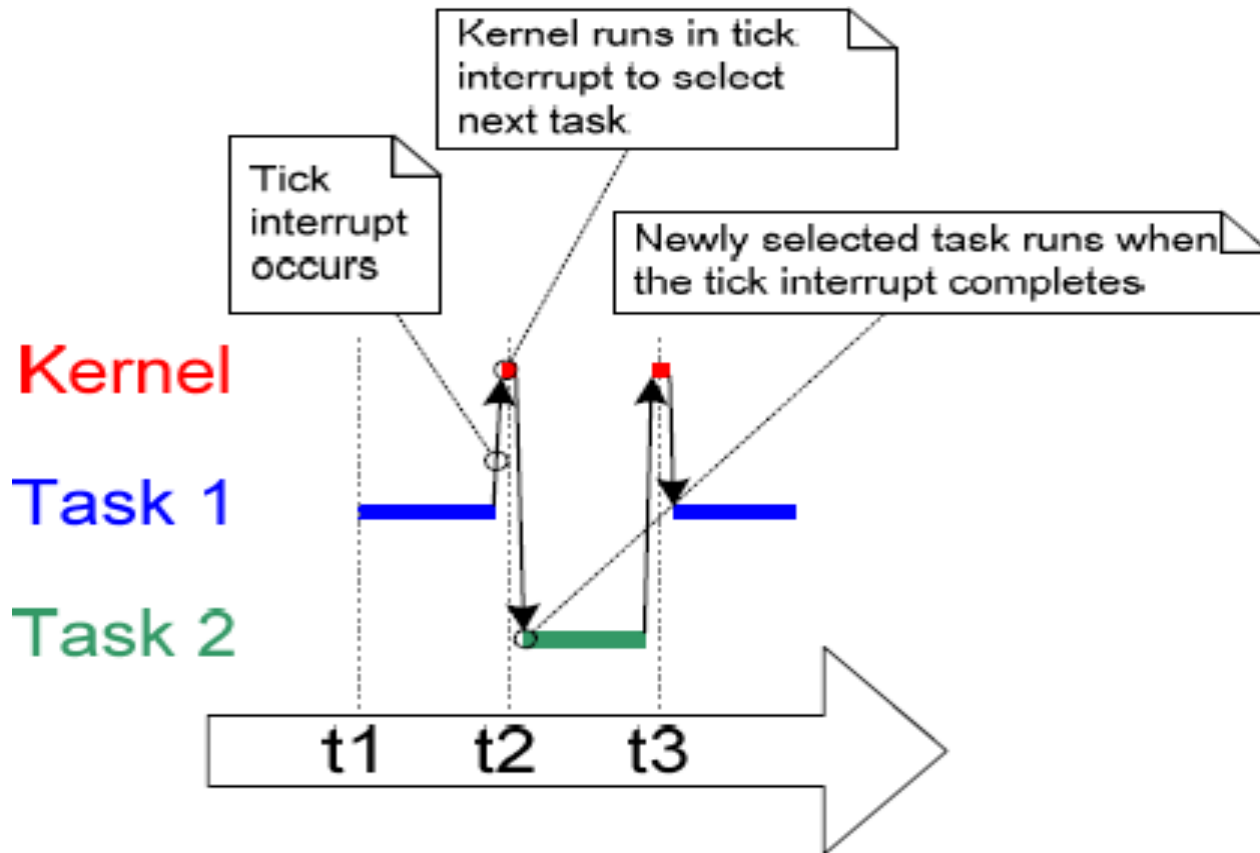 Kernel runs in tick
interrupt to select
next task
Tick
interrupt
occurs
Newly selected task runs when
the tick interrupt completes
Kernel
Task 1
Task 2
t1 t2 t3